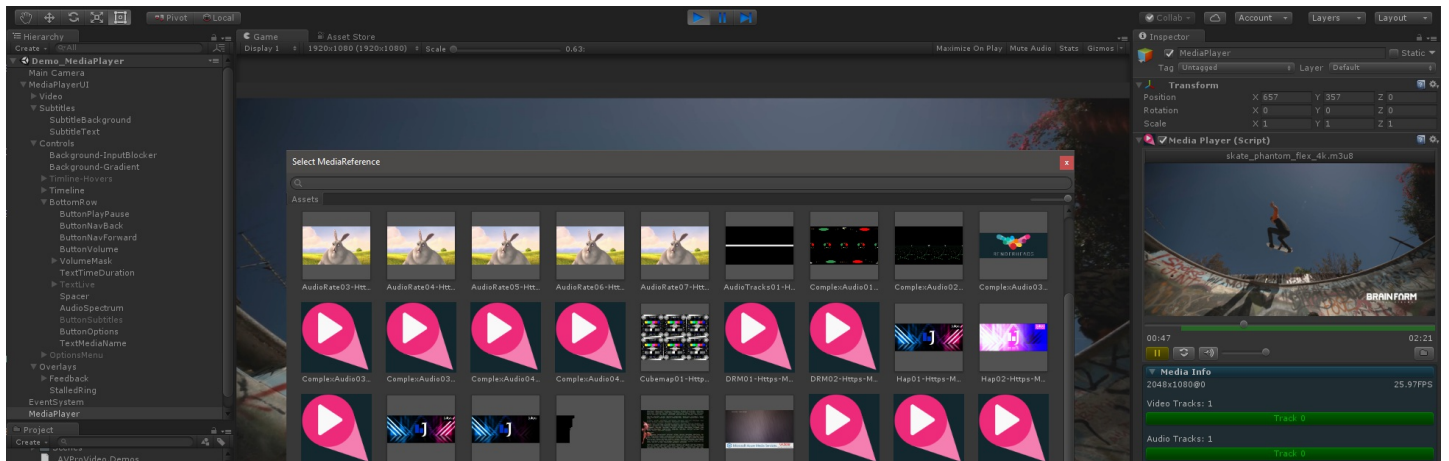 Pivot Local
Collab Account Layers Layout
Hierarchy
Create All
Demo_MediaPlayer
Main Camera
MediaPlayerUI
Video
Subtitles
SubtitleBackground
SubtitleText
Controls
Background-InputBlocker
Background-Gradient
Timline-Hovers
Timeline
BottomRow
ButtonPlayPause
ButtonNavBack
ButtonNavForward
ButtonVolume
VolumeMask
TextTimeDuration
TextLive
Spacer
AudioSpectrum
ButtonSubtitles
ButtonOptions
TextMediaName
OptionsMenu
Overlays
Feedback
StalledRing
EventSystem
MediaPlayer
Project
Create
Scenes
AVProVideo Demos
Game Asset Store
Display 1 1920x1080 (1920x1080) Scale 0.63: Maximize On Play Mute Audio Stats Gizmos
Select MediaReference x
Assets
AudioRate03-Htt.. AudioRate04-Htt.. AudioRate05-Htt.. AudioRate06-Htt.. AudioRate07-Htt.. AudioTracks01-H.. ComplexAudio01.. ComplexAudio02.. ComplexAudio03..
ComplexAudio03.. ComplexAudio03.. ComplexAudio04.. ComplexAudio04.. Cubemap01-Http.. DRM01-Https-M.. DRM02-Https-M.. Hap01-Https-M.. Hap02-Https-M..
Inspector
MediaPlayer Static
Tag Untagged Layer Default
Transform
Position X 657 Y 357 Z 0
Rotation X 0 Y 0 Z 0
Scale X 1 Y 1 Z 1
Media Player (Script)
skate_phantom_flex_4k.m3u8
BRAINFARM
00:47 02:21
Media Info
2048x1080@0 25.97FPS
Video Tracks: 1
Track 0
Audio Tracks: 1
Track 0